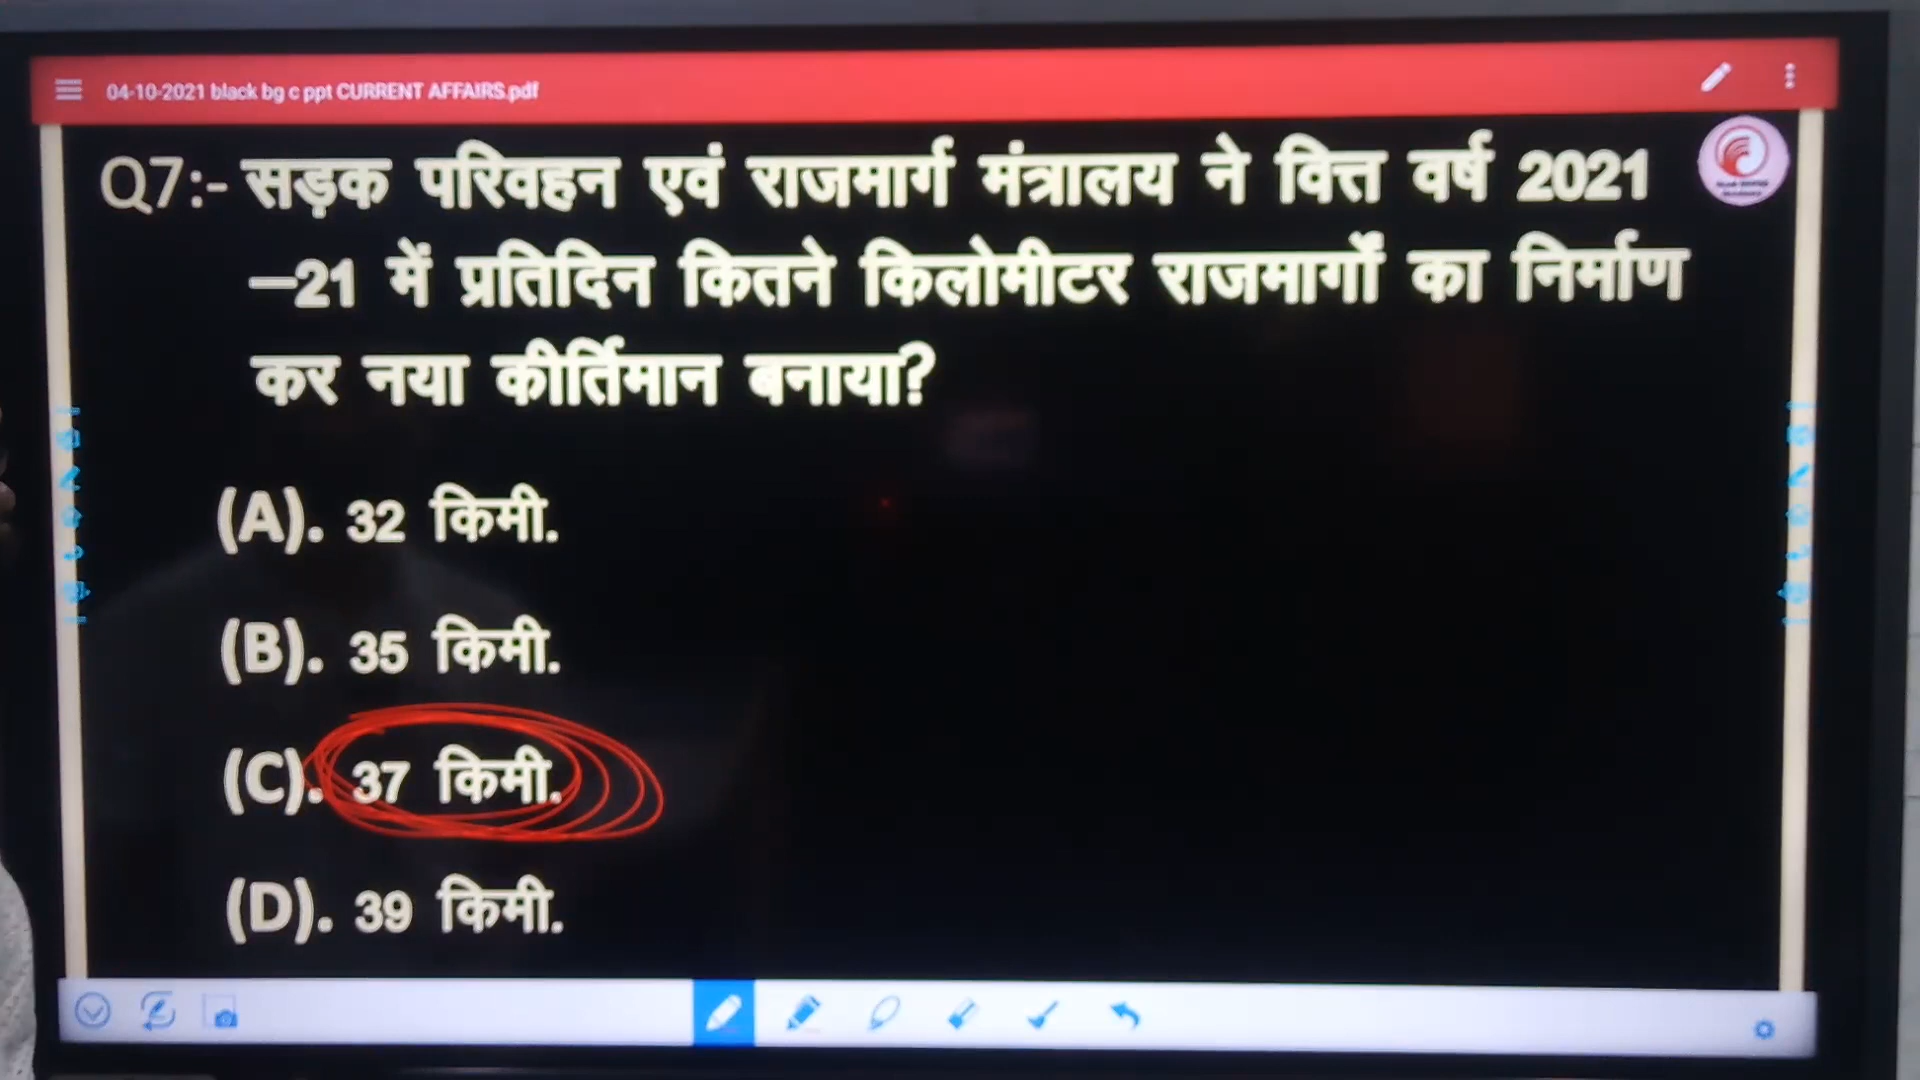 04-10-2021 black bg c ppt CURRENT AFFAIRS.pdf
Q7:- सड़क परिवहन एवं राजमार्ग मंत्रालय ने वित्त वर्ष 2021
–21 में प्रतिदिन कितने किलोमीटर राजमार्गों का निर्माण
कर नया कीर्तिमान बनाया?
(A). 32 किमी.
(B). 35 किमी.
(C). 37 किमी.
(D). 39 किमी.